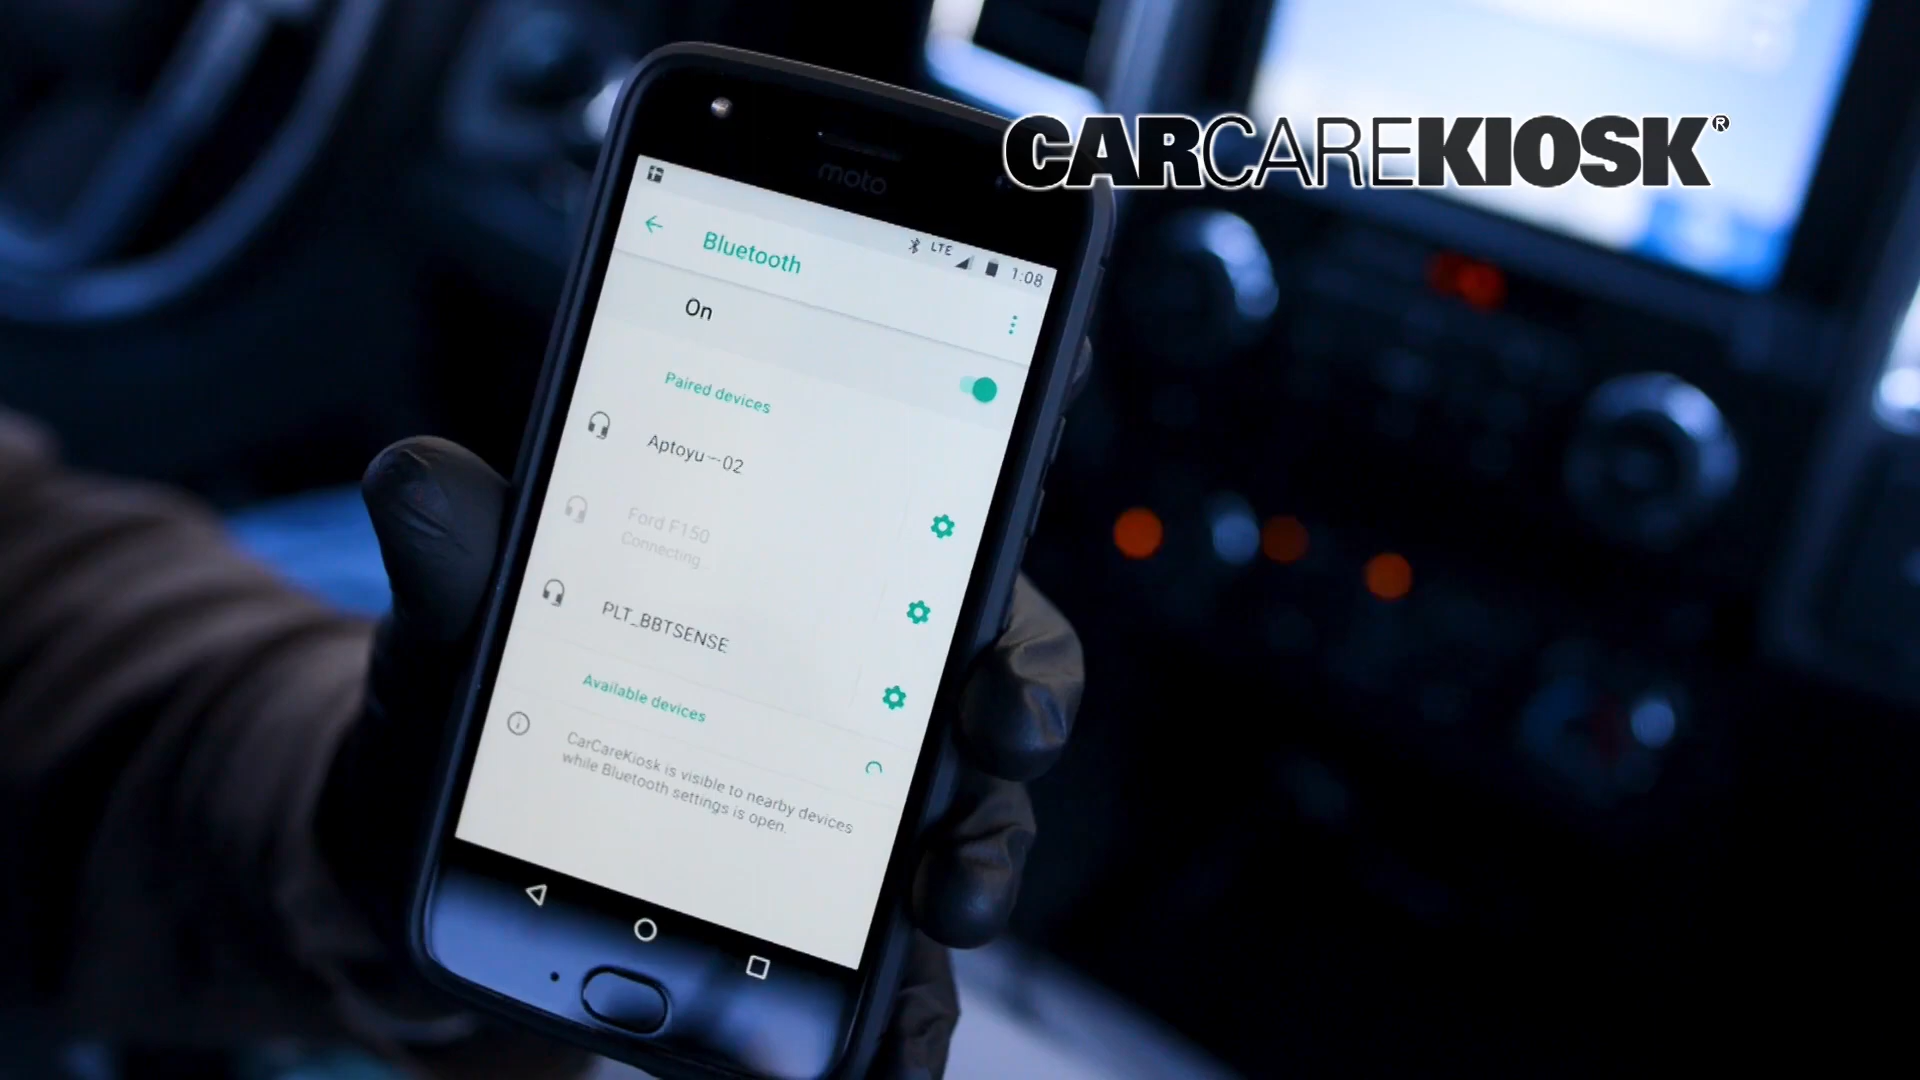 CARCAREKIOSK®
moto
LTE 1:08
Bluetooth
On
Paired devices
Aptoyu—02
Ford F150
Connecting...
PLT_BBTSENSE
Available devices
CarCareKiosk is visible to nearby devices
while Bluetooth settings is open.